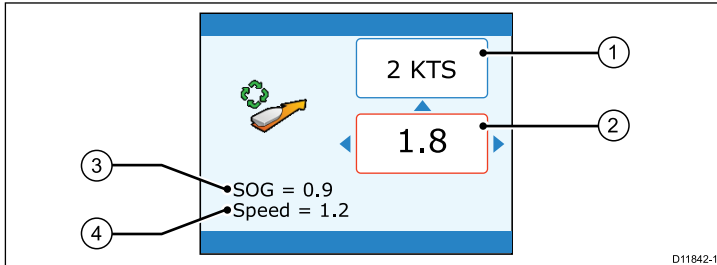 2 KTS
1
1.8
2
3
SOG = 0.9
4
Speed = 1.2
D11842-1